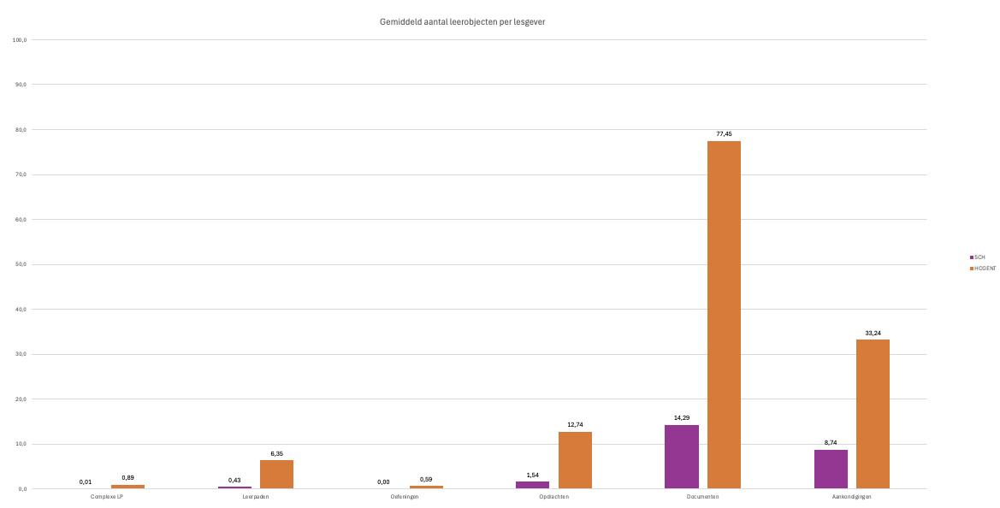 Gemiddeld aantal leerobjecten per lesgever
100,0
90,0
80,0
70,0
60,0
50,0
40,0
30,0
20,0
10,0
0,0
0,01
0,89
0,43
6,35
0,00
0,59
1,54
12,74
14,29
77,45
8,74
33,24
Complexe LP
Leerpaden
Oefeningen
Opdrachten
Documenten
Aankondigingen
SCH
HOGENT